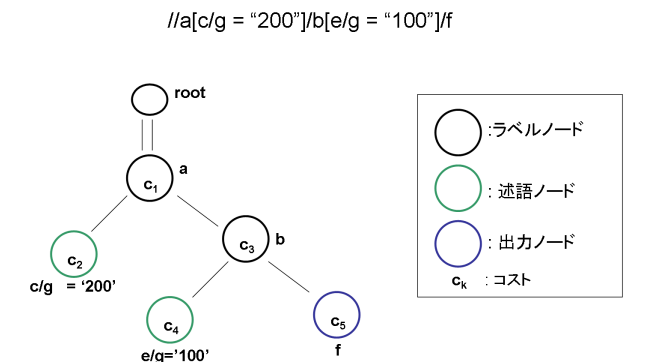 //a[c/g = “200”]/b[e/g = “100”]/f
root
a
c1
c2
c/g = ‘200’
c3
b
c4
e/g=’100’
c5
f
:ラベルノード
: 述語ノード
: 出力ノード
ck : コスト